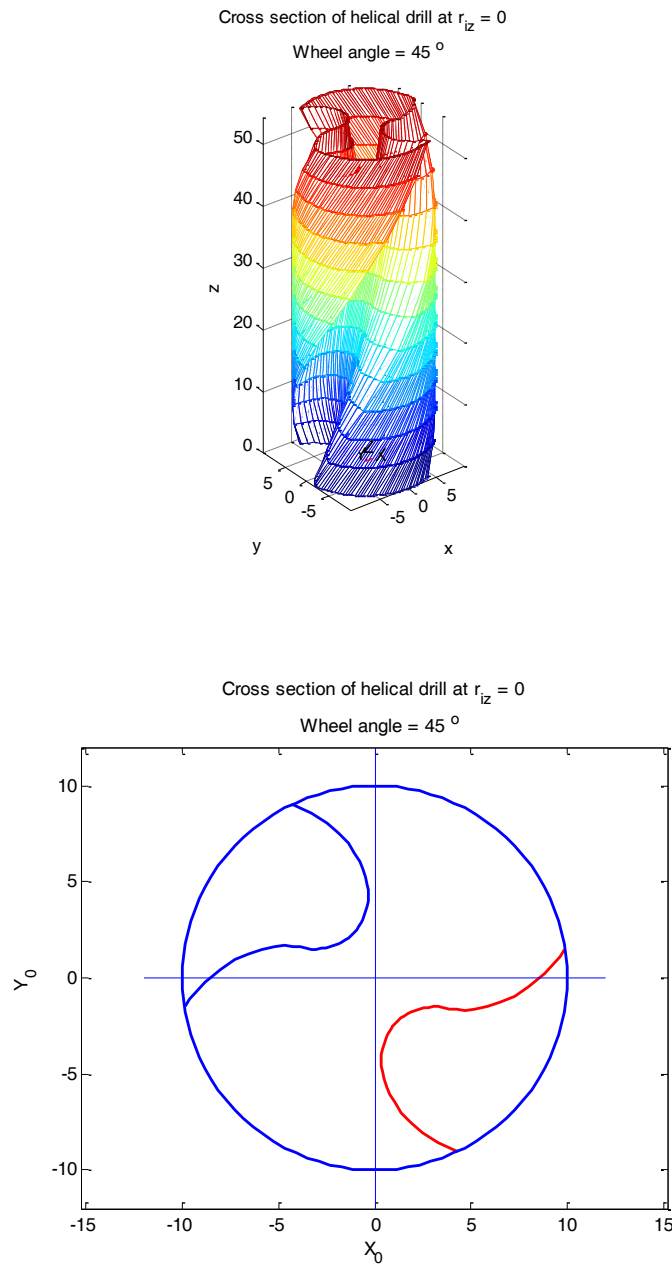 Cross section of helical drill at r_iz = 0
Wheel angle = 45 °
50
40
30
z
20
10
0
5
0
-5
-5
0
5
y
x
X
Cross section of helical drill at r_iz = 0
Wheel angle = 45 °
10
5
Y_0
0
-5
-10
-15
-10
-5
0
5
10
15
X_0